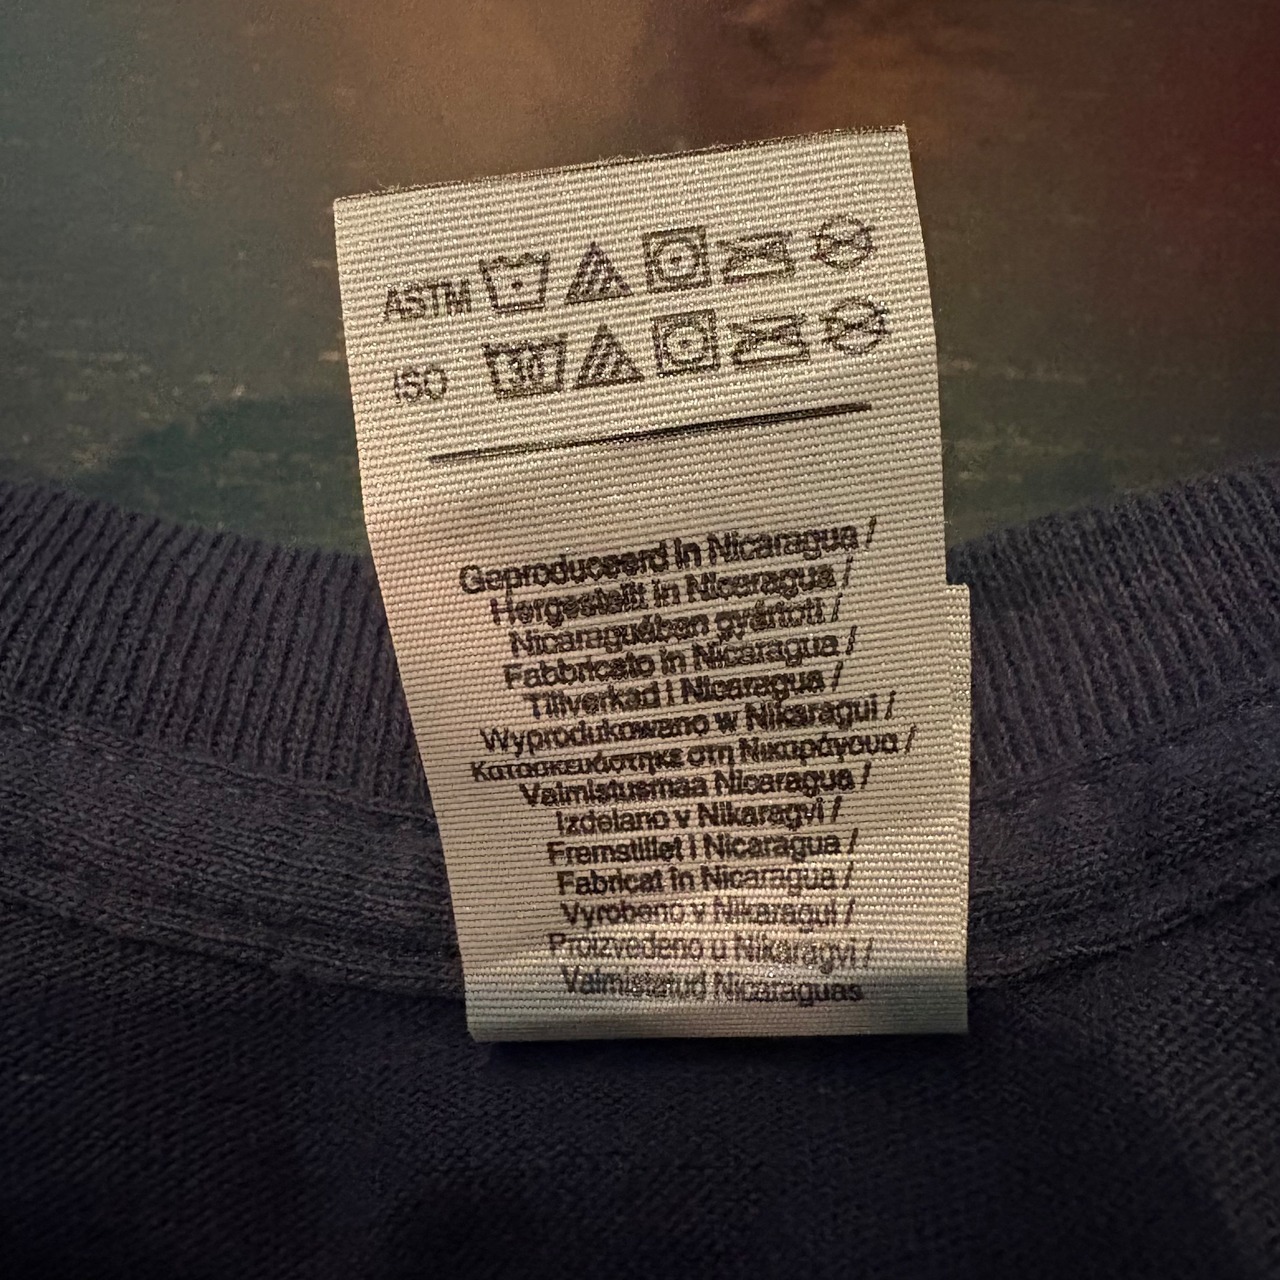 ASTM
ISO 30
Geproduceerd in Nicaragua /
Hergestellt in Nicaragua /
Nicaraguában gyártott /
Fabbricato in Nicaragua /
Tillverkad i Nicaragua /
Wyprodukowano w Nikaragui /
Κατασκευάστηκε στη Νικαράγουα /
Valmistusmaa Nicaragua /
Izdelano v Nikaragvi /
Fremstillet i Nicaragua /
Fabricat în Nicaragua /
Vyrobeno v Nikaragui /
Proizvedeno u Nikaragvi /
Valmistatud Nicaraguas